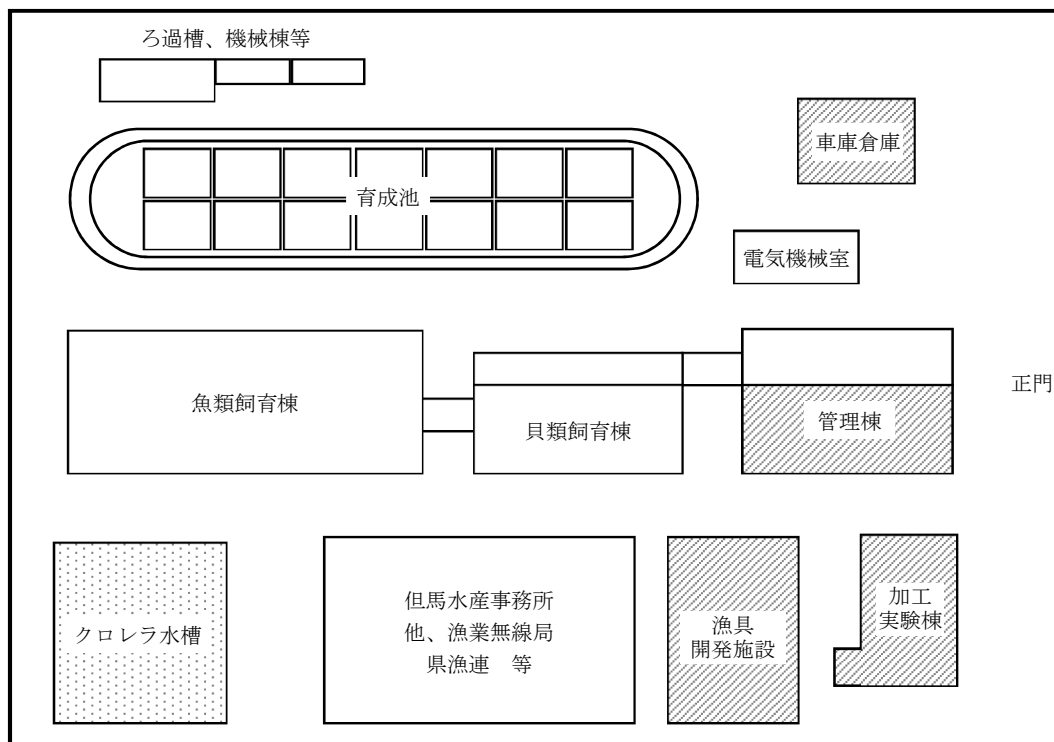 ろ過槽、機械棟等
車庫倉庫
育成池
電気機械室
正門
魚類飼育棟
貝類飼育棟
管理棟
クロレラ水槽
但馬水産事務所
他、漁業無線局
県漁連　等
漁具
開発施設
加工
実験棟